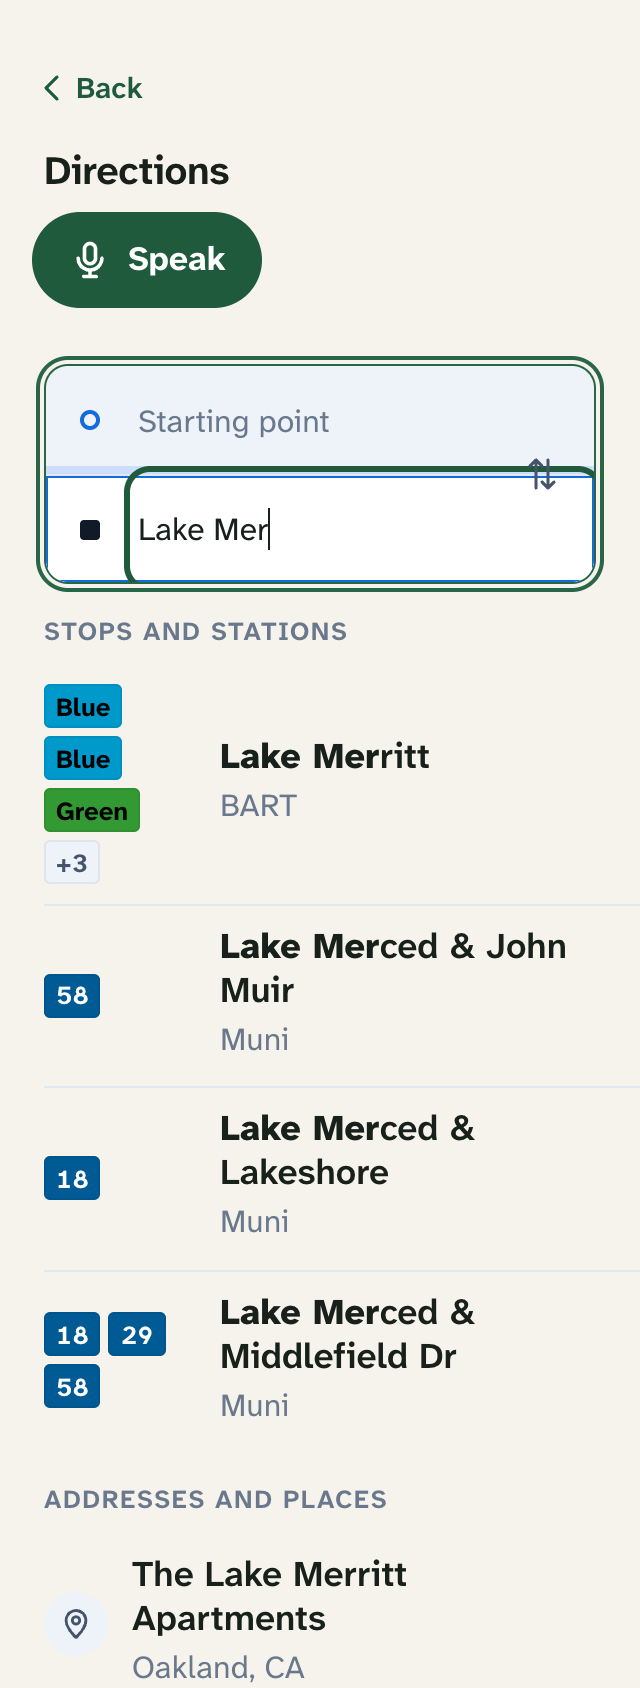 Back
Directions
Speak
Starting point
Lake Mer
STOPS AND STATIONS
Blue
Blue
Green
+3
Lake Merritt
BART
58
Lake Merced & John
Muir
Muni
18
Lake Merced &
Lakeshore
Muni
18 29
58
Lake Merced &
Middlefield Dr
Muni
ADDRESSES AND PLACES
The Lake Merritt
Apartments
Oakland, CA